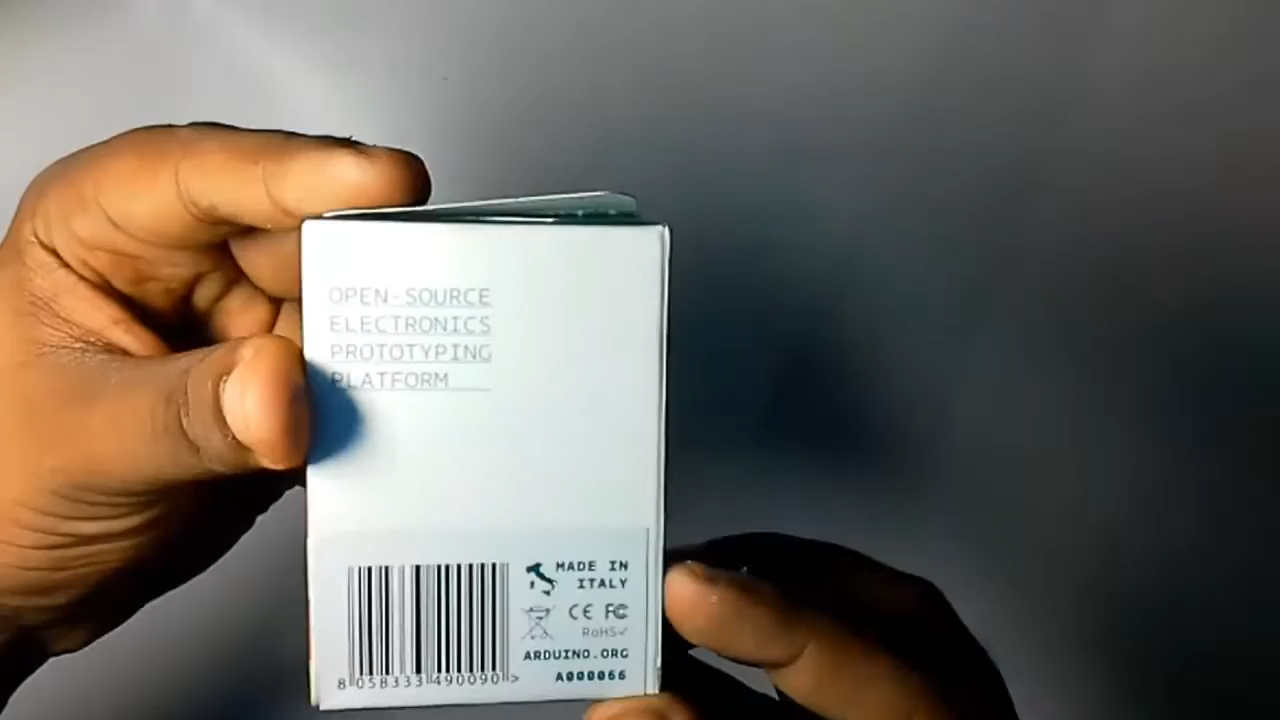 OPEN-SOURCE
ELECTRONICS
PROTOTYPING
PLATFORM
MADE IN
ITALY
CE FC
RoHS✓
ARDUINO.ORG
A000066
8 058333 490090 >